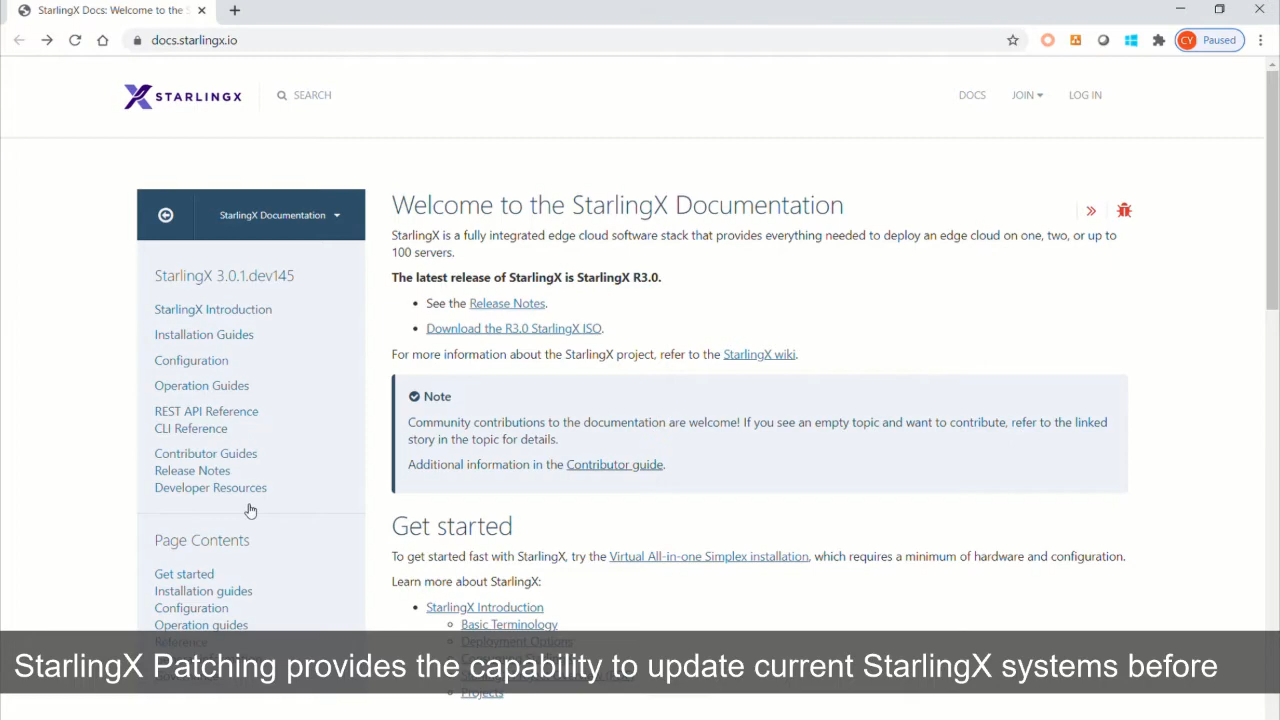 StarlingX Docs: Welcome to the S
docs.starlingx.io
CY Paused
STARLINGX
SEARCH
DOCS
JOIN
LOG IN
StarlingX Documentation
StarlingX 3.0.1.dev145
StarlingX Introduction
Installation Guides
Configuration
Operation Guides
REST API Reference
CLI Reference
Contributor Guides
Release Notes
Developer Resources
Page Contents
Get started
Installation guides
Configuration
Operation guides
Reference
Welcome to the StarlingX Documentation
StarlingX is a fully integrated edge cloud software stack that provides everything needed to deploy an edge cloud on one, two, or up to
100 servers.
The latest release of StarlingX is StarlingX R3.0.
• See the Release Notes.
• Download the R3.0 StarlingX ISO.
For more information about the StarlingX project, refer to the StarlingX wiki.
Note
Community contributions to the documentation are welcome! If you see an empty topic and want to contribute, refer to the linked
story in the topic for details.
Additional information in the Contributor guide.
Get started
To get started fast with StarlingX, try the Virtual All-in-one Simplex installation, which requires a minimum of hardware and configuration.
Learn more about StarlingX:
• StarlingX Introduction
Basic Terminology
Deployment Options
Projects
StarlingX Patching provides the capability to update current StarlingX systems before